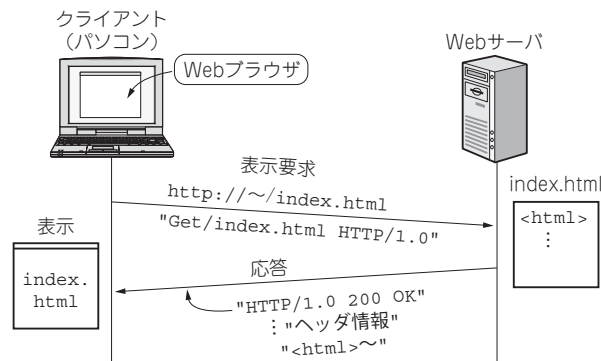 クライアント
（パソコン）
Webブラウザ
Webサーバ
表示要求
http://〜/index.html
"Get/index.html HTTP/1.0"
index.html
<html>
⋮
表示
index.
html
応答
"HTTP/1.0 200 OK"
⋮"ヘッダ情報"
"<html>〜"